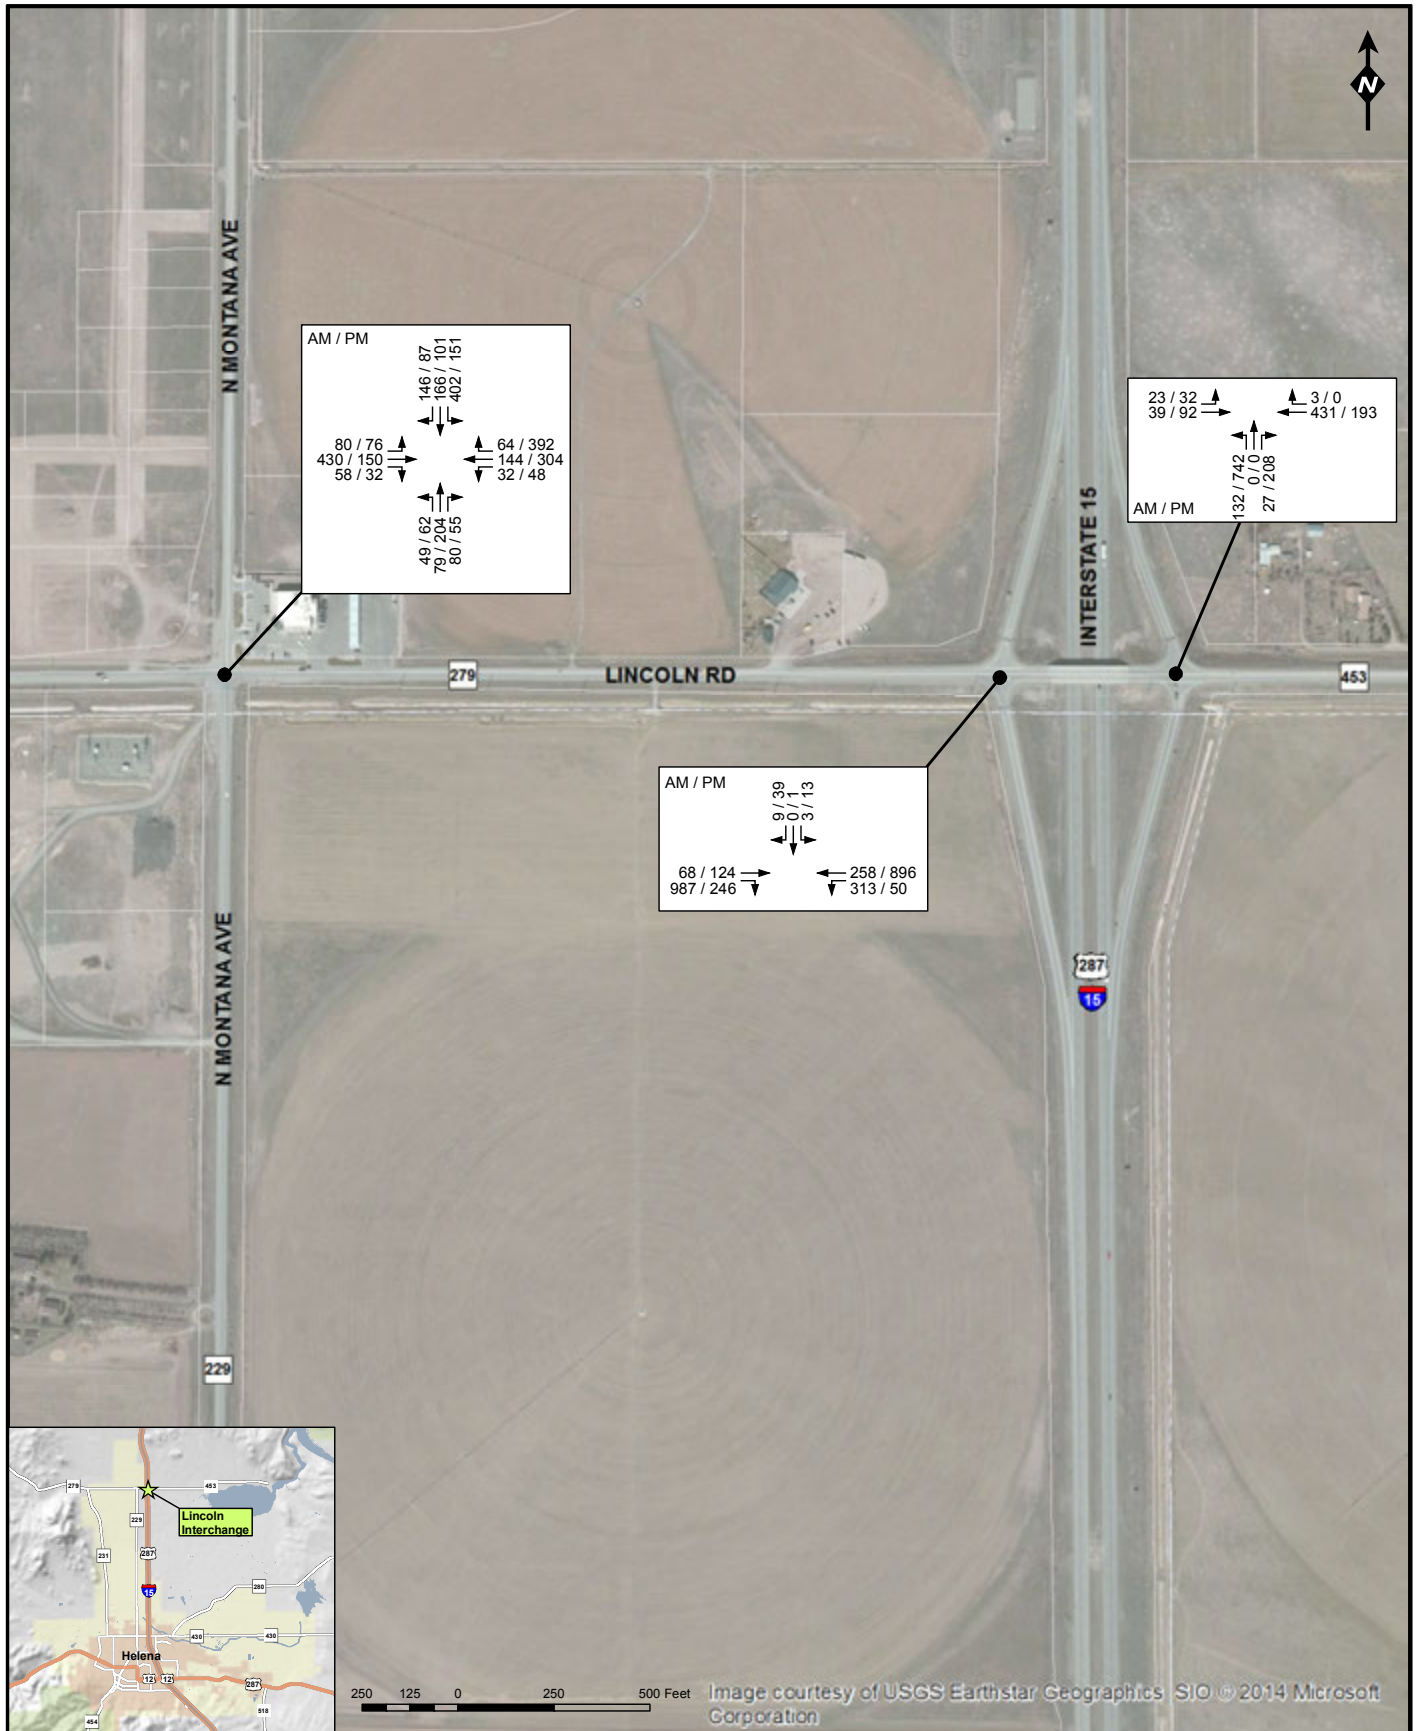 N
N MONTANA AVE
AM / PM
146 / 87
166 / 101
402 / 151
80 / 76
430 / 150
58 / 32
64 / 392
144 / 304
32 / 48
49 / 62
79 / 204
80 / 55
23 / 32
39 / 92
3 / 0
431 / 193
132 / 742
0 / 0
27 / 208
AM / PM
INTERSTATE 15
279
LINCOLN RD
453
AM / PM
9 / 39
0 / 1
3 / 13
68 / 124
987 / 246
258 / 896
313 / 50
N MONTANA AVE
287
15
229
279
453
Lincoln
Interchange
229
231
287
15
280
430
430
Helena
12
12
287
518
454
250 125 0 250 500 Feet
Image courtesy of USGS Earthstar Geographics SIO © 2014 Microsoft
Corporation